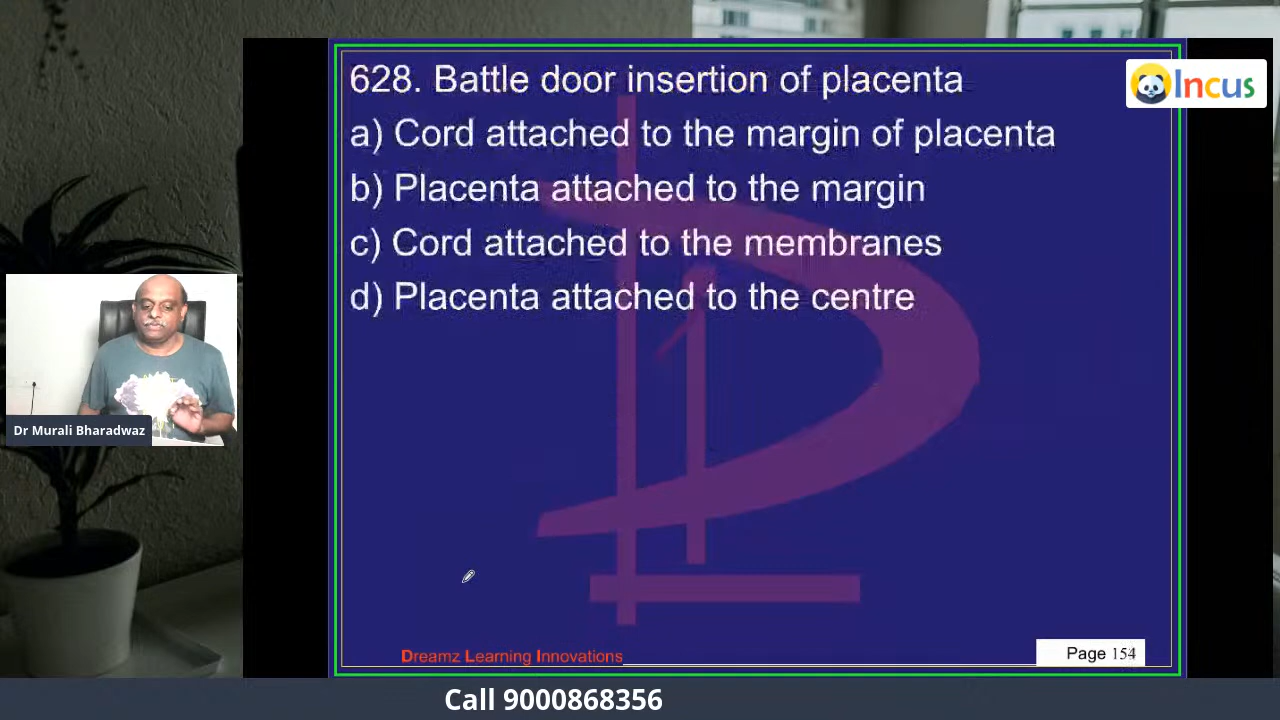 628. Battle door insertion of placenta
a) Cord attached to the margin of placenta
b) Placenta attached to the margin
c) Cord attached to the membranes
d) Placenta attached to the centre
Incus
Dr Murali Bharadwaz
Dreamz Learning Innovations
Page 154
Call 9000868356